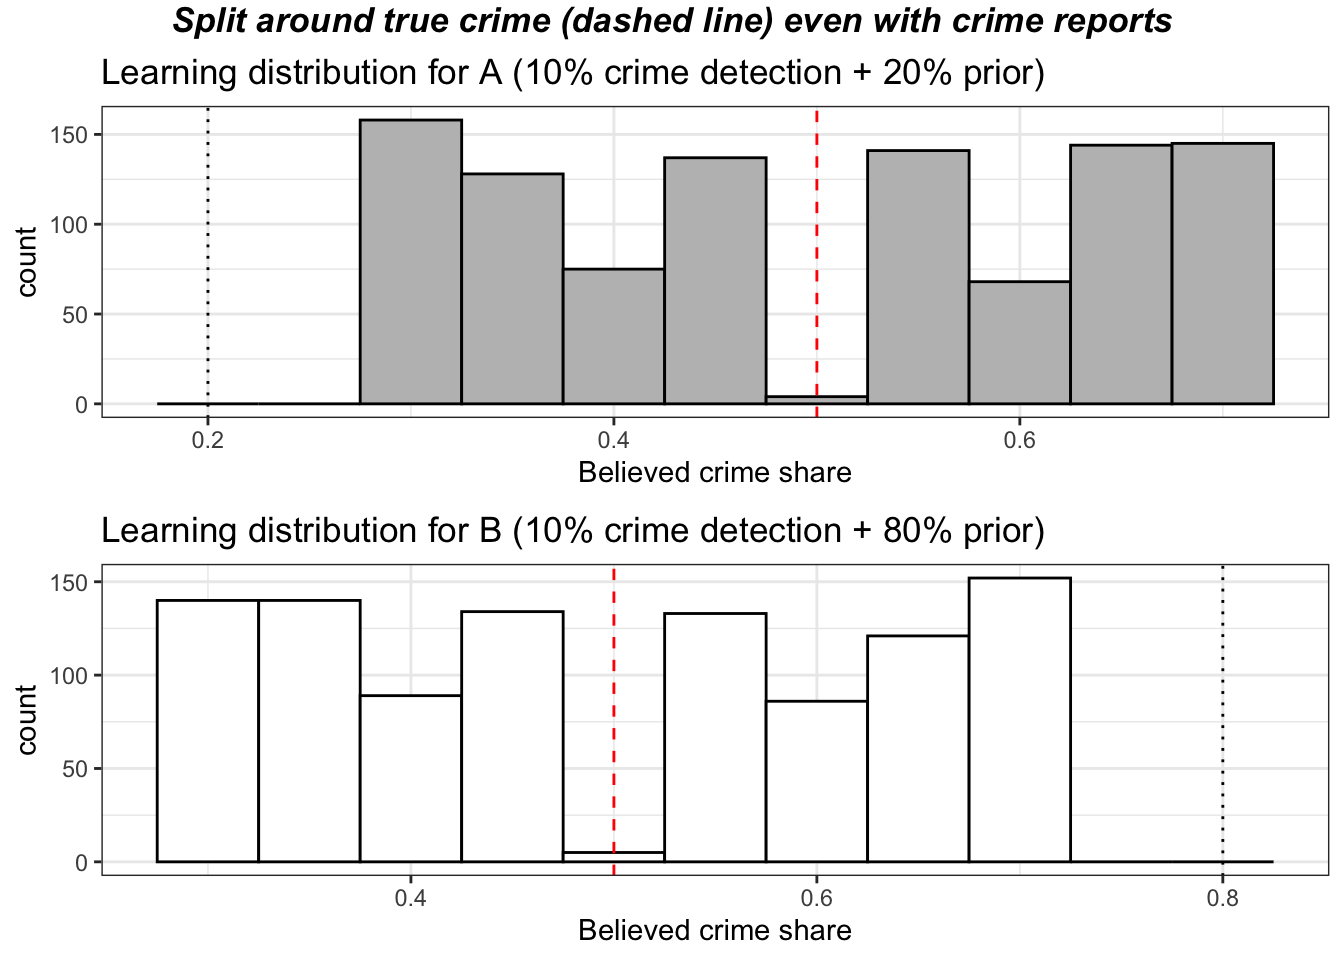 Split around true crime (dashed line) even with crime reports
Learning distribution for A (10% crime detection + 20% prior)
150
100
50
0
count
0.2 0.4 0.6
Believed crime share
Learning distribution for B (10% crime detection + 80% prior)
150
100
50
0
count
0.4 0.6 0.8
Believed crime share